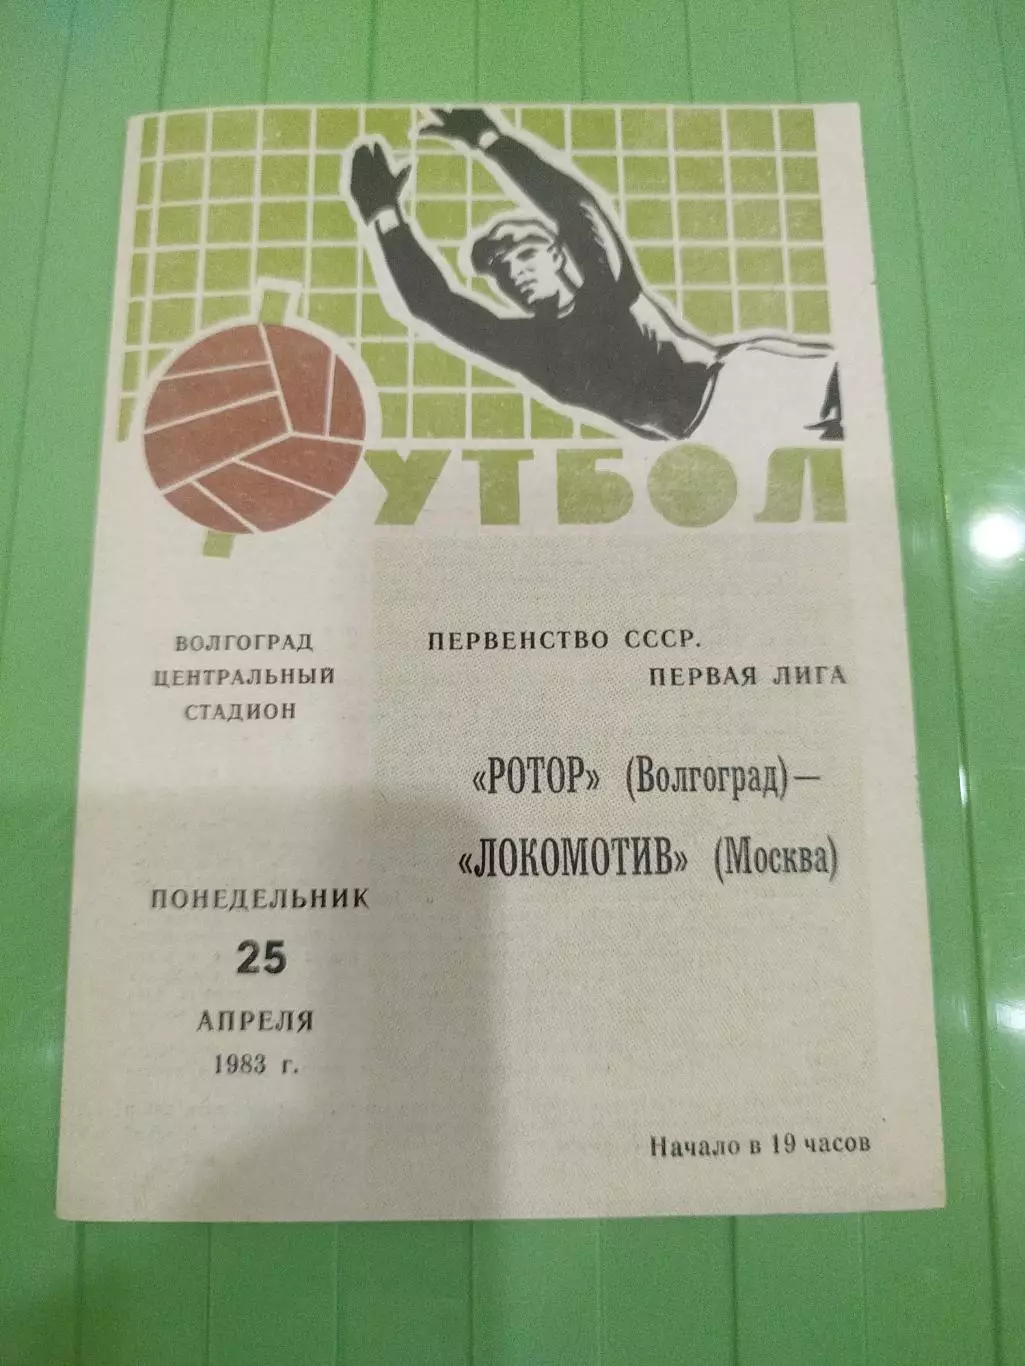 ФУТБОЛ
ВОЛГОГРАД
ЦЕНТРАЛЬНЫЙ
СТАДИОН
ПЕРВЕНСТВО СССР.
ПЕРВАЯ ЛИГА
«РОТОР» (Волгоград)—
«ЛОКОМОТИВ» (Москва)
ПОНЕДЕЛЬНИК
25
АПРЕЛЯ
1983 г.
Начало в 19 часов